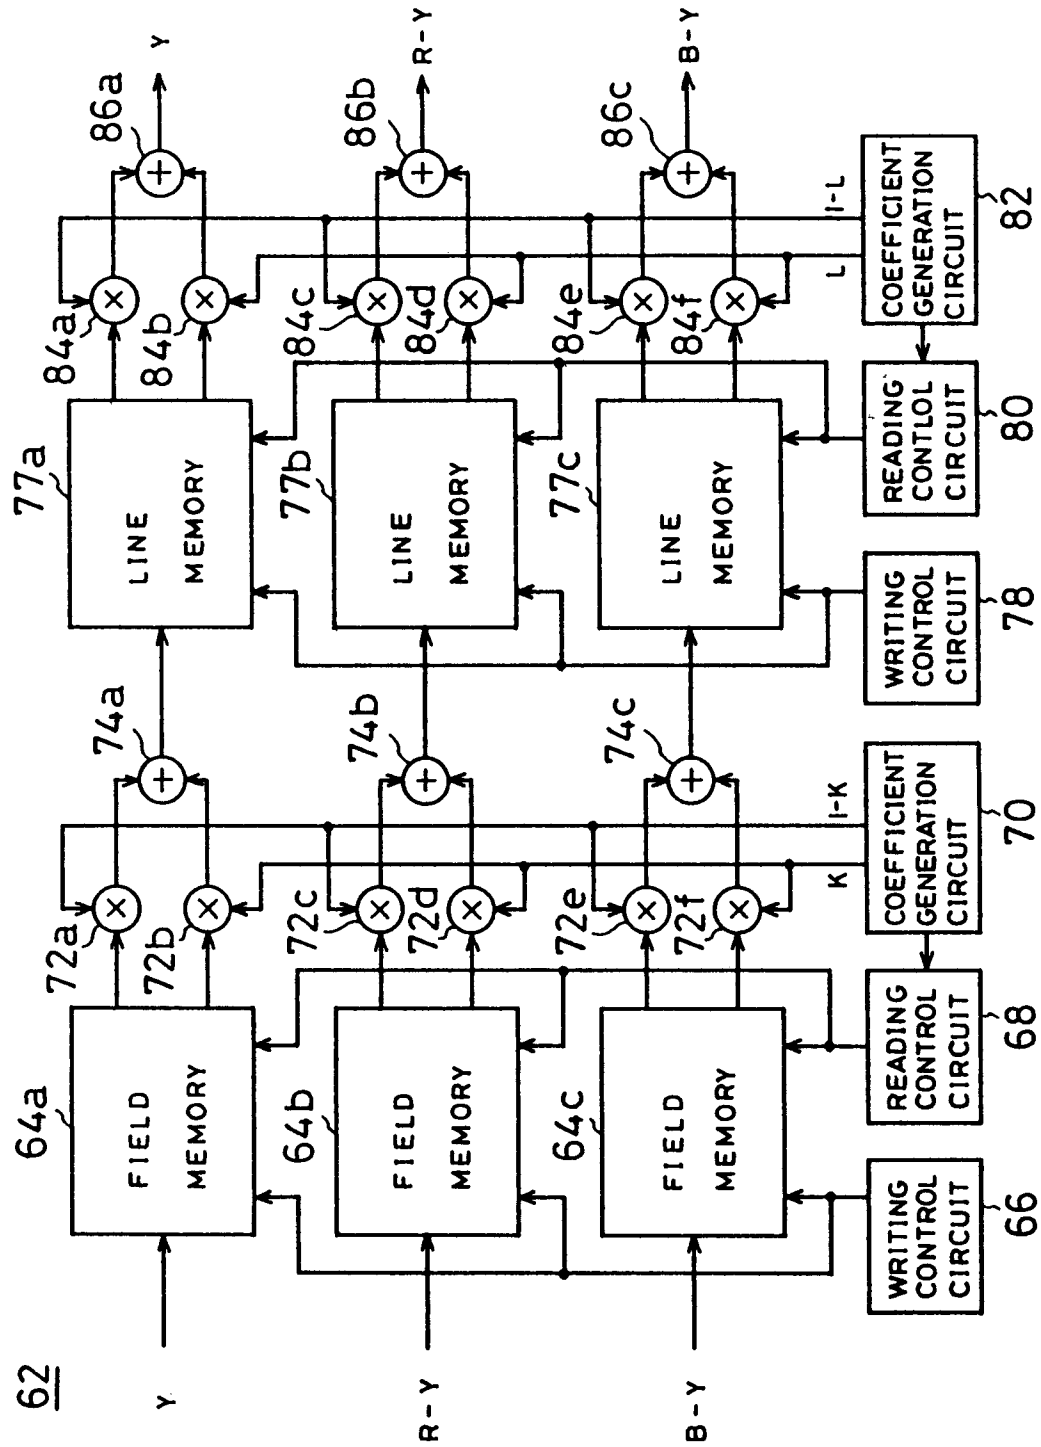 62
Y
R-Y
B-Y
64a
FIELD
MEMORY
64b
FIELD
MEMORY
64c
FIELD
MEMORY
WRITING
CONTROL
CIRCUIT
66
READING
CONTROL
CIRCUIT
68
COEFFICIENT
GENERATION
CIRCUIT
70
K
I-K
72a
72b
72c
72d
72e
72f
×
×
×
×
×
×
74a
74b
74c
+
+
+
77a
LINE
MEMORY
77b
LINE
MEMORY
77c
LINE
MEMORY
WRITING
CONTROL
CIRCUIT
78
READING
CONTLOL
CIRCUIT
80
COEFFICIENT
GENERATION
CIRCUIT
82
L
I-L
84a
84b
84c
84d
84e
84f
×
×
×
×
×
×
86a
86b
86c
+
+
+
Y
R-Y
B-Y